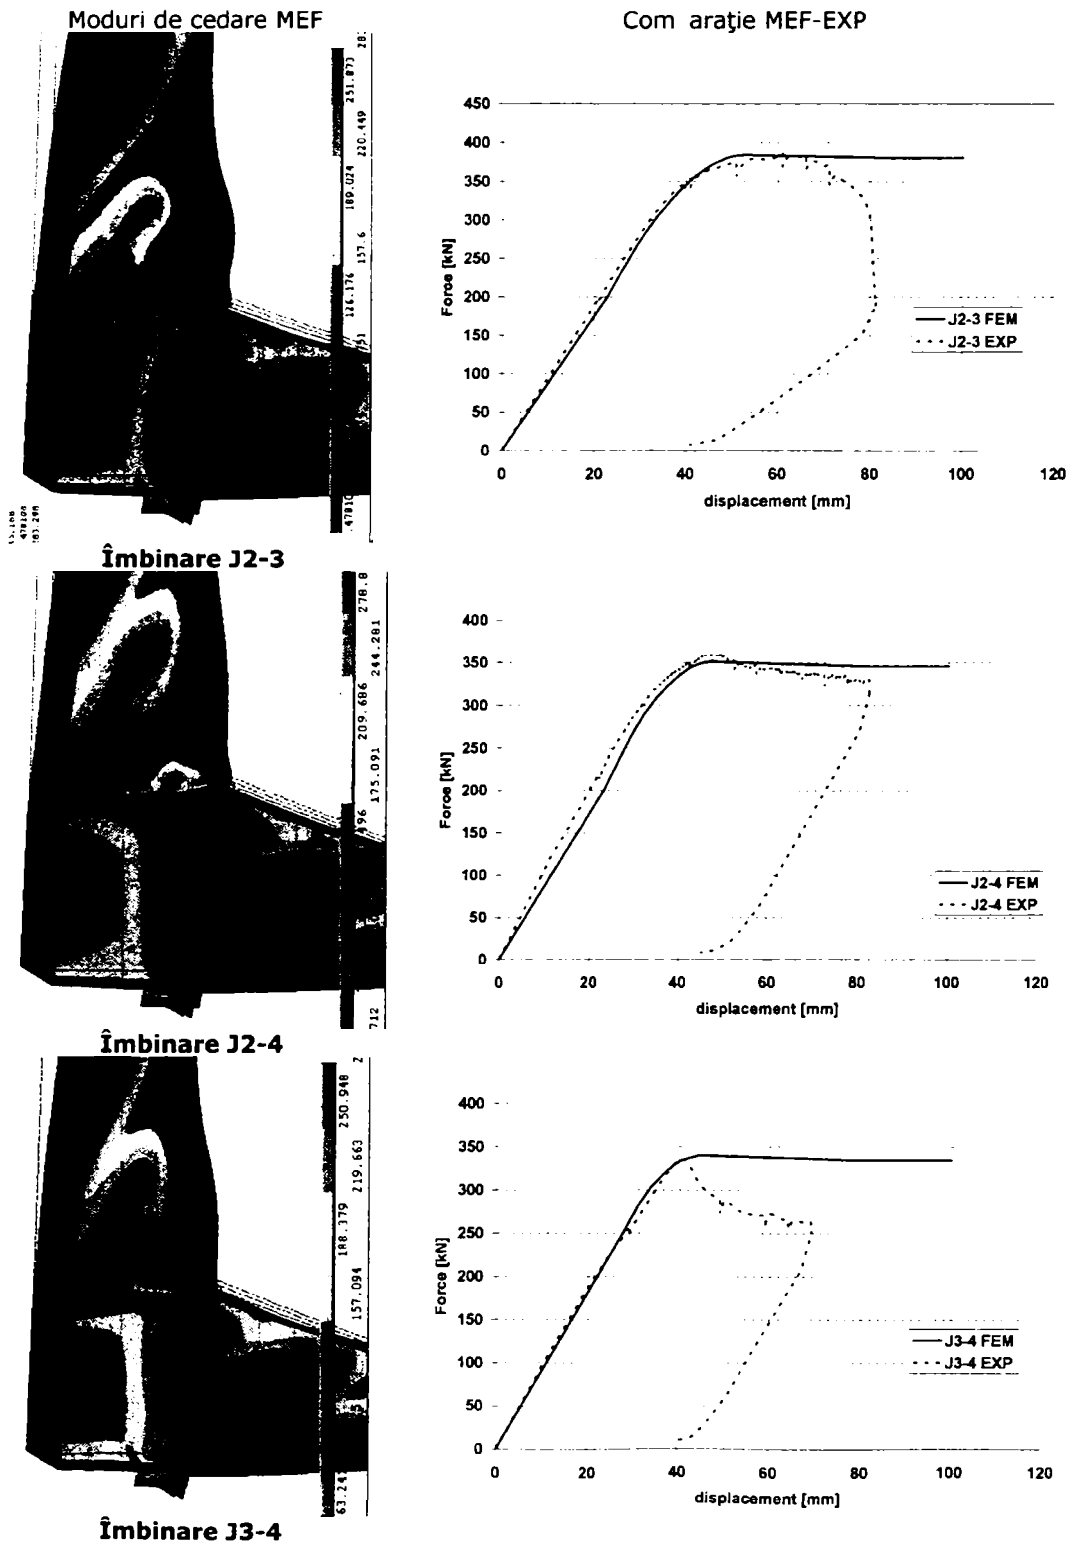 Moduri de cedare MEF
Com arație MEF-EXP
251.873
220.449
189.024
157.6
126.176
Îmbinare J2-3
450
400
350
300
250
200
150
100
50
0
Force [kN]
J2-3 FEM
J2-3 EXP
0 20 40 60 80 100 120
displacement [mm]
278.8
244.281
209.686
175.091
Îmbinare J2-4
400
350
300
250
200
150
100
50
0
Force [kN]
J2-4 FEM
J2-4 EXP
0 20 40 60 80 100 120
displacement [mm]
250.948
219.663
188.379
157.094
Îmbinare J3-4
400
350
300
250
200
150
100
50
0
Force [kN]
J3-4 FEM
J3-4 EXP
0 20 40 60 80 100 120
displacement [mm]